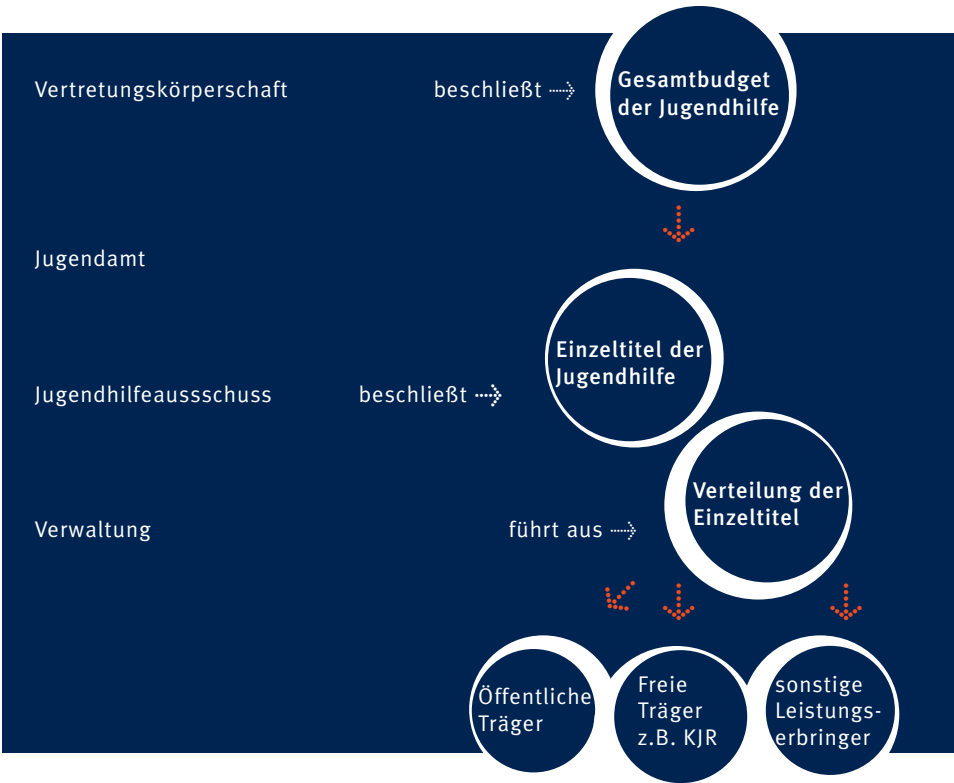 Vertretungskörperschaft
beschließt
Gesamtbudget
der Jugendhilfe
Jugendamt
Einzeltitel der
Jugendhilfe
Jugendhilfeaussschuss
beschließt
Verteilung der
Einzeltitel
Verwaltung
führt aus
Öffentliche
Träger
Freie
Träger
z.B. KJR
sonstige
Leistungs-
erbringer